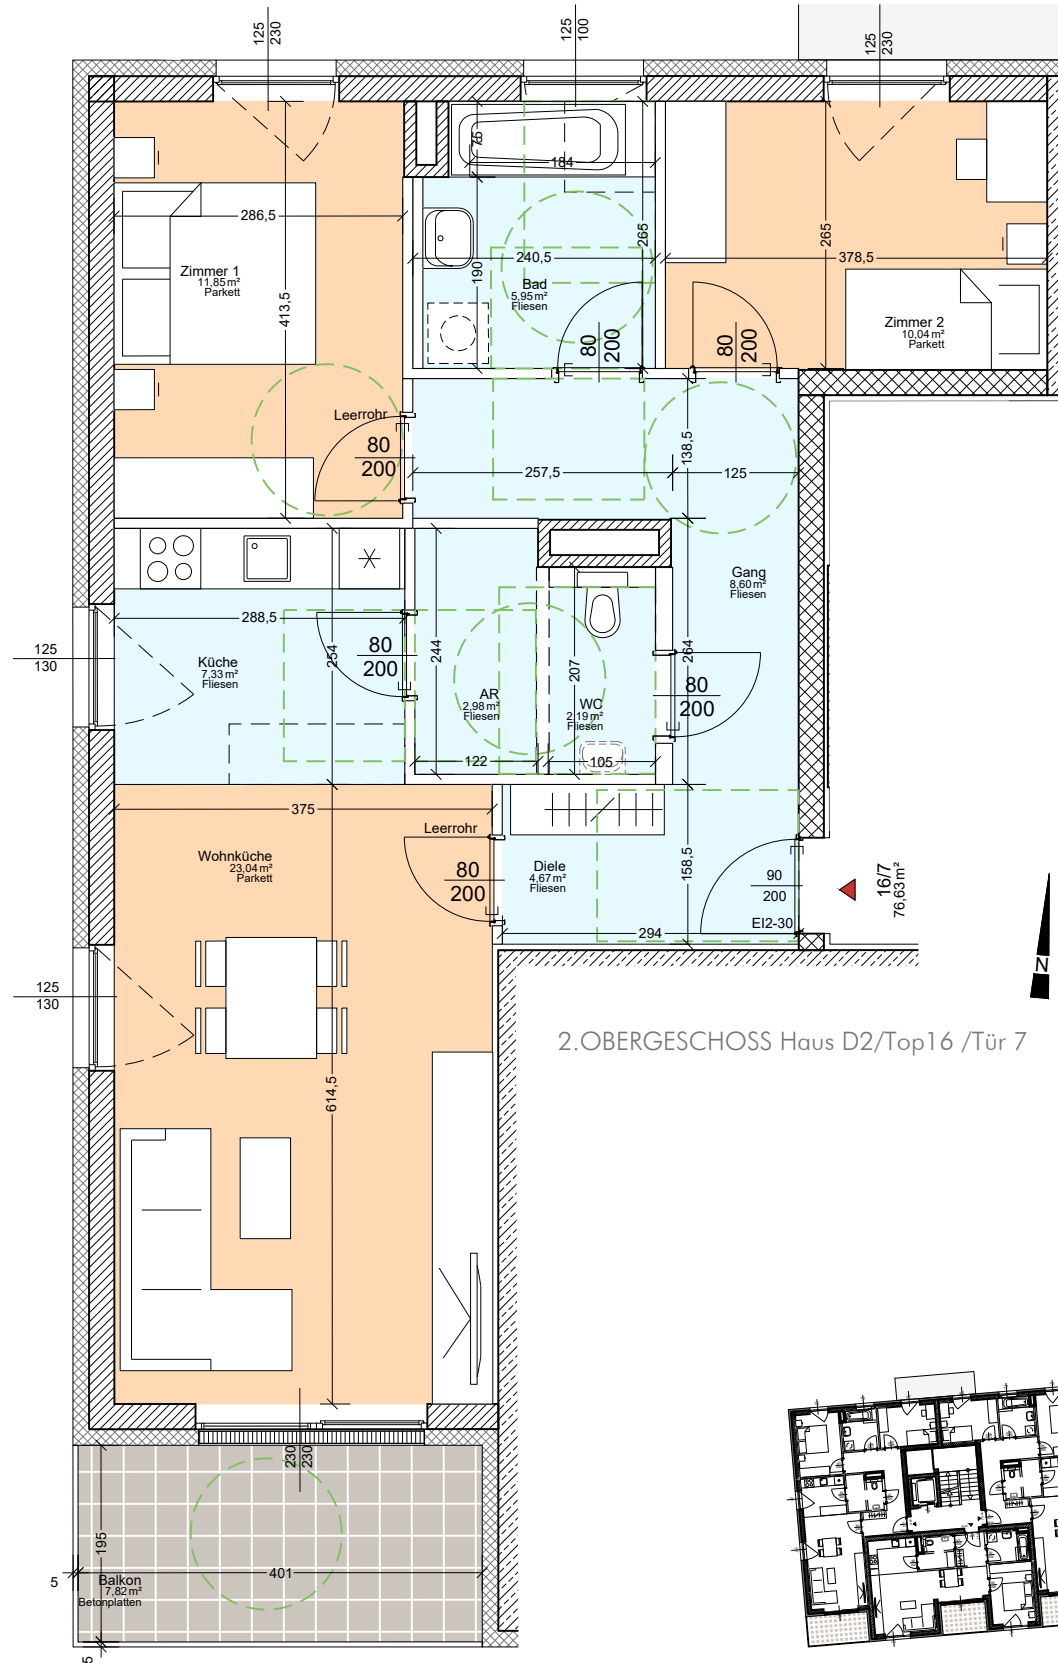 125
230
125
100
125
230
75
184
286,5
Zimmer 1
11,85 m²
Parkett
413,5
190
240,5
265
Bad
5,95 m²
Fliesen
265
378,5
Zimmer 2
10,04 m²
Parkett
80
200
80
200
Leerrohr
80
200
257,5
138,5
125
Gang
8,60 m²
Fliesen
288,5
254
125
130
Küche
7,33 m²
Fliesen
80
200
244
AR
2,98 m²
Fliesen
207
WC
2,19 m²
Fliesen
264
80
200
122
105
375
Leerrohr
Wohnküche
23,04 m²
Parkett
80
200
Diele
4,67 m²
Fliesen
158,5
90
200
EI2-30
294
16/7
76,63 m²
N
125
130
2.OBERGESCHOSS Haus D2/Top16 /Tür 7
614,5
230
230
195
5
Balkon
7,82 m²
Betonplatten
401
5